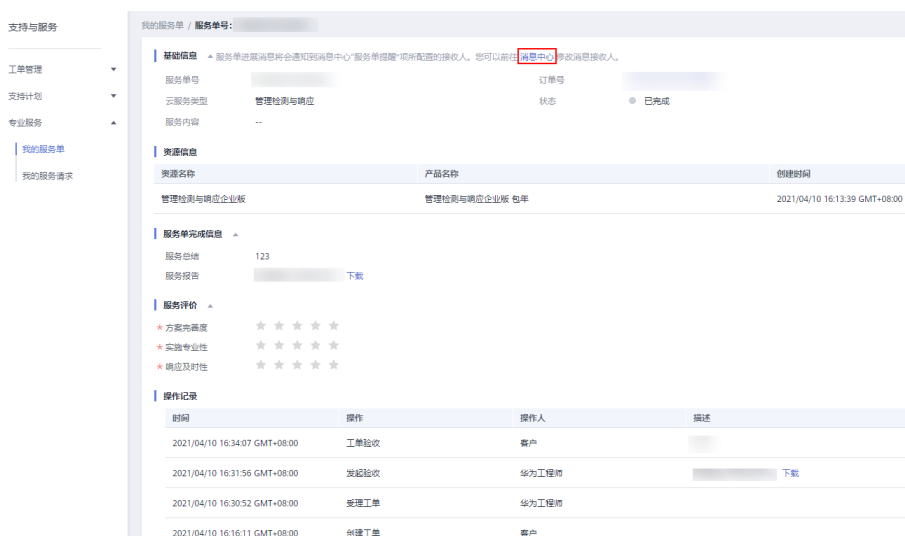 支持与服务
工单管理
支持计划
专业服务
我的服务单
我的服务请求
我的服务单 / 服务单号:
基础信息 服务单进展消息将会通知到消息中心“服务单提醒”项所配置的接收人。您可以前往 消息中心 修改消息接收人。
服务单号 订单号
云服务类型 管理检测与响应 状态 已完成
服务内容 --
资源信息
资源名称 产品名称 创建时间
管理检测与响应企业版 管理检测与响应企业版 包年 2021/04/10 16:13:39 GMT+08:00
服务单完成信息
服务总结 123
服务报告 下载
服务评价
* 方案完善度
* 实施专业性
* 响应及时性
操作记录
时间 操作 操作人 描述
2021/04/10 16:34:07 GMT+08:00 工单验收 客户
2021/04/10 16:31:56 GMT+08:00 发起验收 华为工程师 下载
2021/04/10 16:30:52 GMT+08:00 受理工单 华为工程师
2021/04/10 16:16:11 GMT+08:00 创建工单 客户